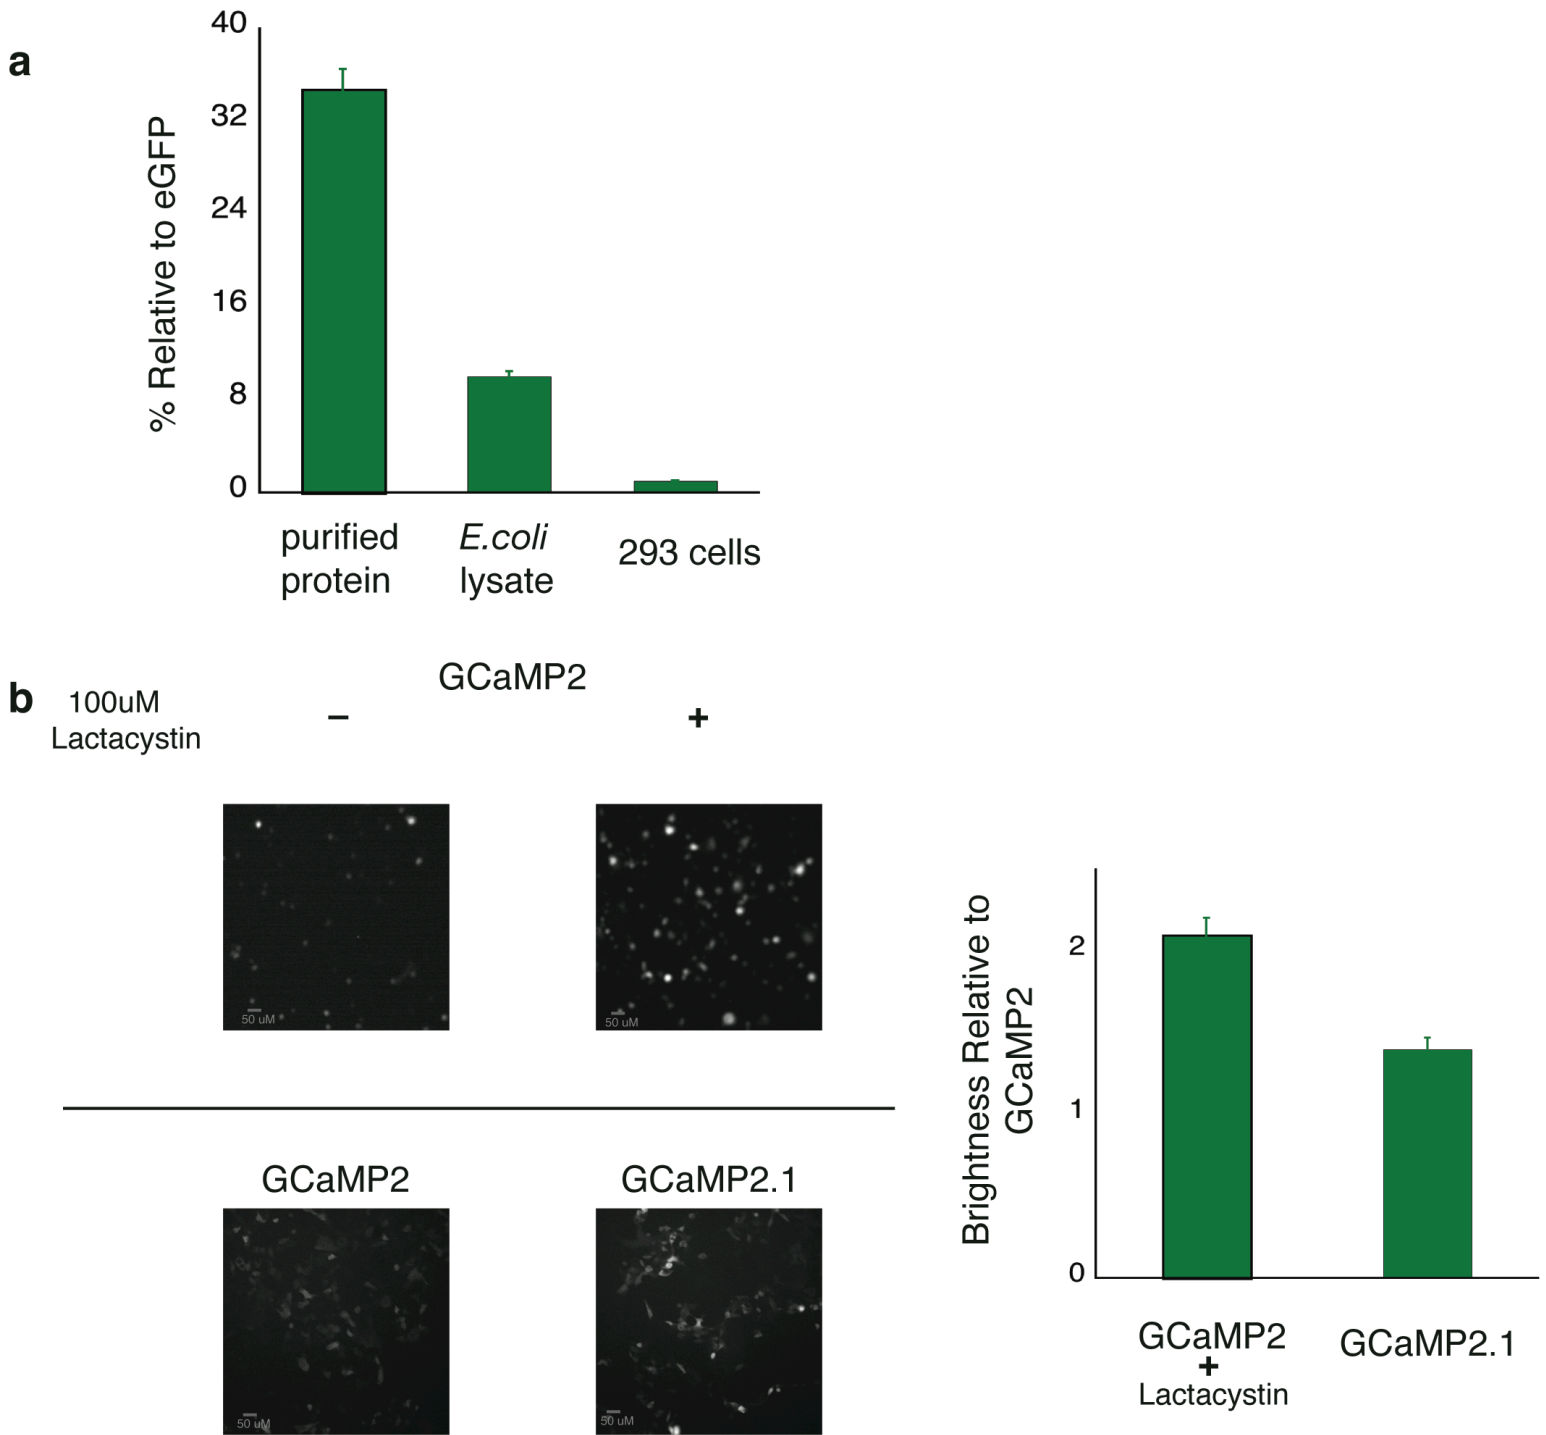 a
% Relative to eGFP
40
32
24
16
8
0
purified
protein
E.coli
lysate
293 cells
b
100uM
Lactacystin
GCaMP2
–
+
50 uM
50 uM
GCaMP2
GCaMP2.1
50 uM
50 uM
Brightness Relative to
GCaMP2
2
1
0
GCaMP2
+
Lactacystin
GCaMP2.1